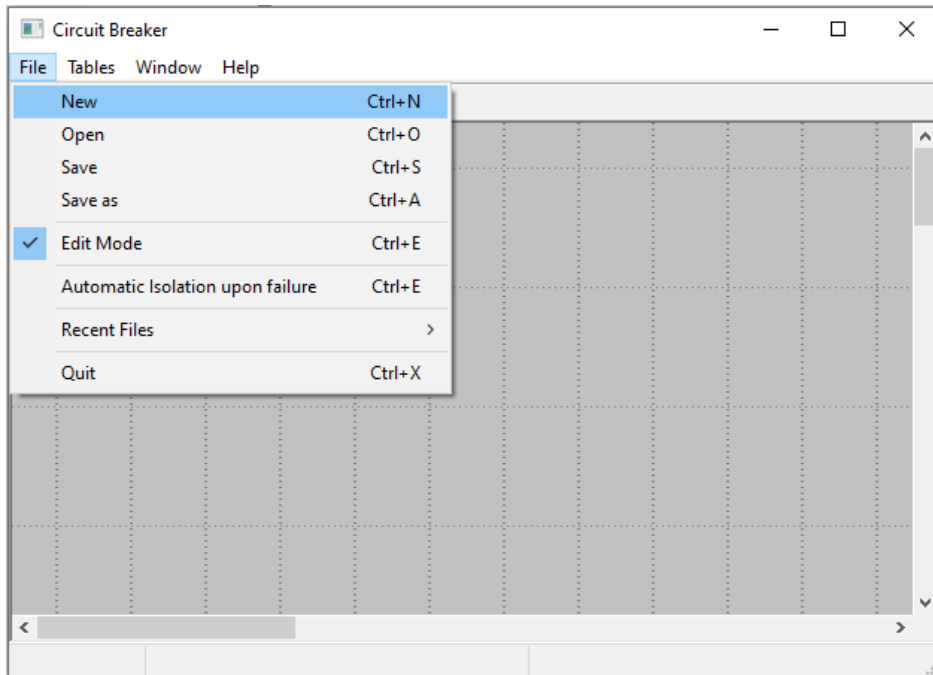 Circuit Breaker
File Tables Window Help
New Ctrl+N
Open Ctrl+O
Save Ctrl+S
Save as Ctrl+A
Edit Mode Ctrl+E
Automatic Isolation upon failure Ctrl+E
Recent Files
Quit Ctrl+X